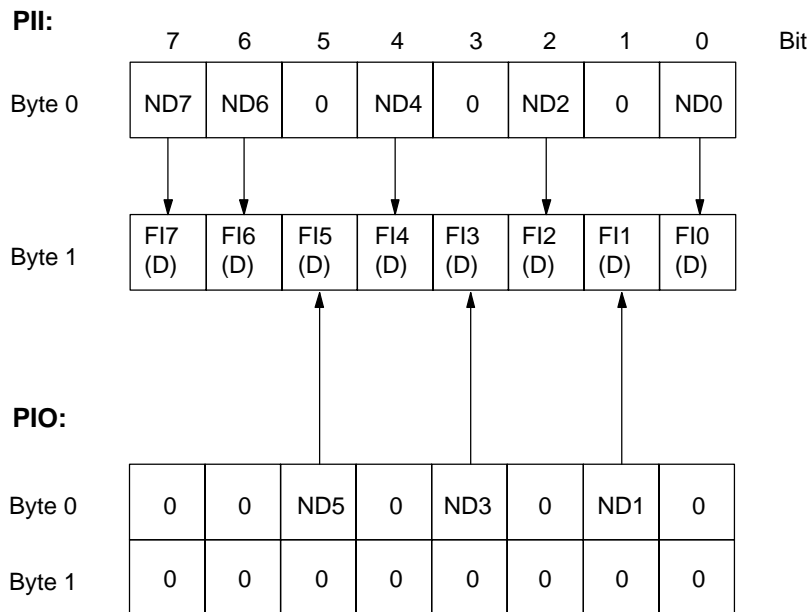 PII:
7 6 5 4 3 2 1 0 Bit
Byte 0 ND7 ND6 0 ND4 0 ND2 0 ND0
FI7 FI6 FI5 FI4 FI3 FI2 FI1 FI0
Byte 1
(D) (D) (D) (D) (D) (D) (D) (D)
PIO:
Byte 0 0 0 ND5 0 ND3 0 ND1 0
Byte 1 0 0 0 0 0 0 0 0